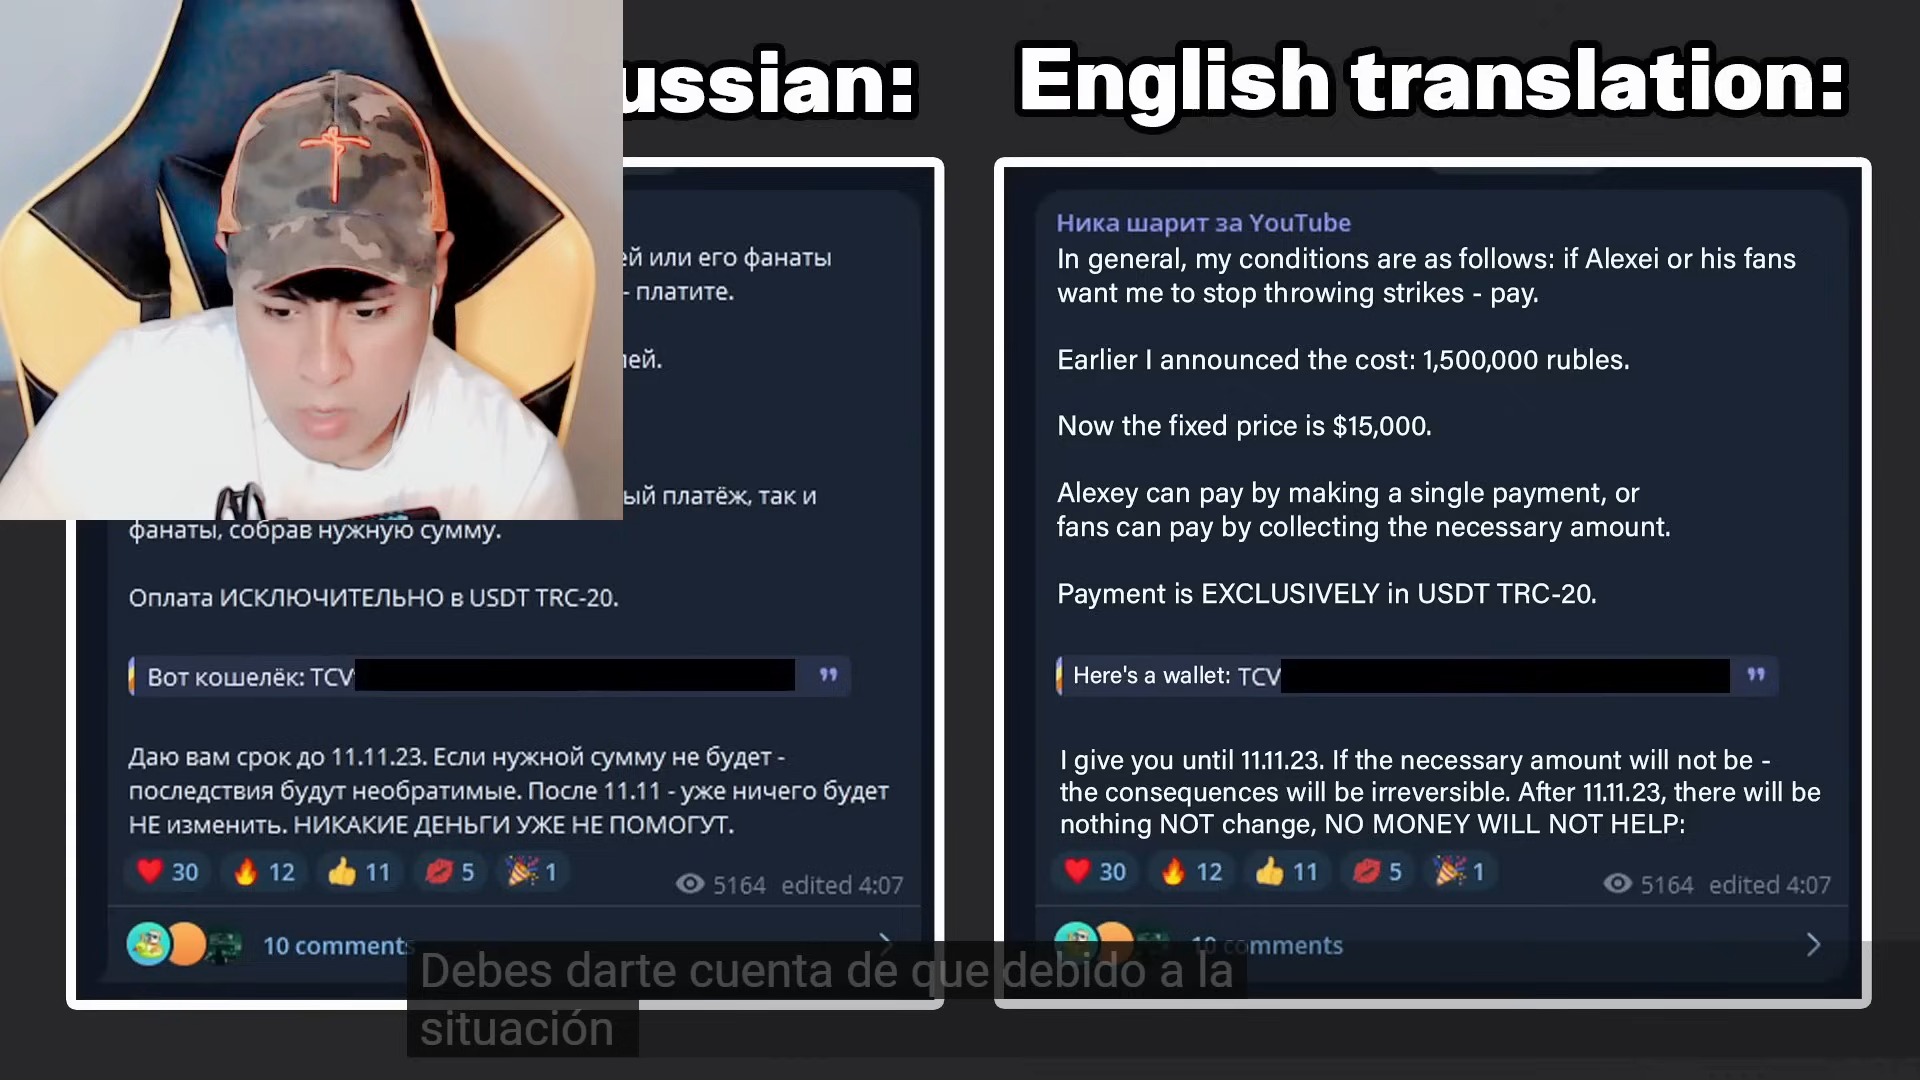 ussian:
ей или его фанаты
- платите.
лей.
ый платёж, так и
фанаты, собрав нужную сумму.
Оплата ИСКЛЮЧИТЕЛЬНО в USDT TRC-20.
Вот кошелёк: TCV
Даю вам срок до 11.11.23. Если нужной сумму не будет -
последствия будут необратимые. После 11.11 - уже ничего будет
НЕ изменить. НИКАКИЕ ДЕНЬГИ УЖЕ НЕ ПОМОГУТ.
30 12 11 5 1
5164 edited 4:07
10 comments
English translation:
Ника шарит за YouTube
In general, my conditions are as follows: if Alexei or his fans
want me to stop throwing strikes - pay.
Earlier I announced the cost: 1,500,000 rubles.
Now the fixed price is $15,000.
Alexey can pay by making a single payment, or
fans can pay by collecting the necessary amount.
Payment is EXCLUSIVELY in USDT TRC-20.
Here's a wallet: TCV
I give you until 11.11.23. If the necessary amount will not be -
the consequences will be irreversible. After 11.11.23, there will be
nothing NOT change, NO MONEY WILL NOT HELP:
30 12 11 5 1
5164 edited 4:07
10 comments
Debes darte cuenta de que debido a la
situación